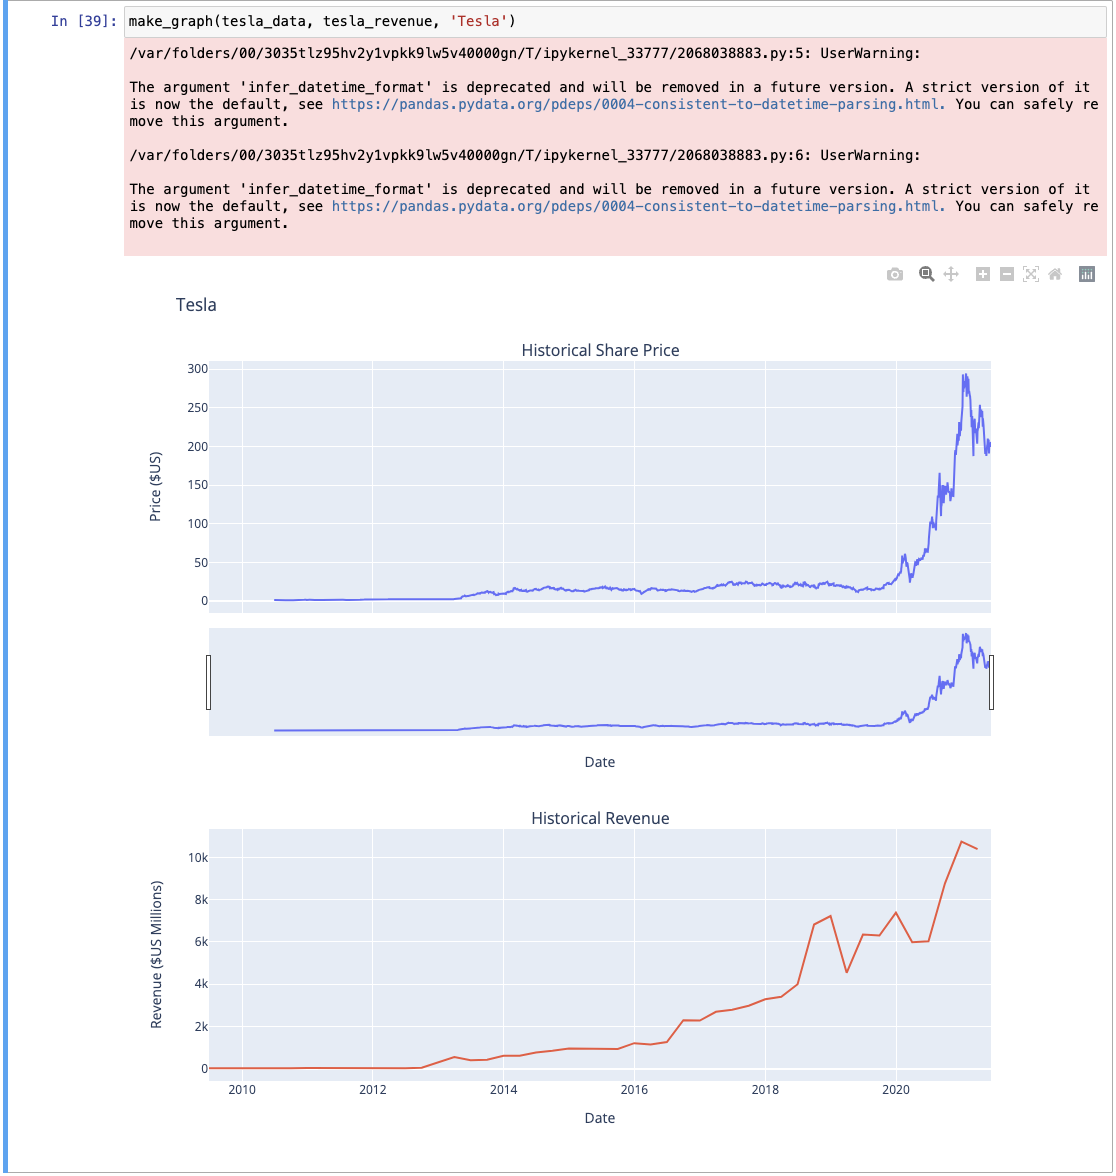 In [39]: make_graph(tesla_data, tesla_revenue, 'Tesla')
/var/folders/00/3035tlz95hv2y1vpkk9lw5v40000gn/T/ipykernel_33777/2068038883.py:5: UserWarning:
The argument 'infer_datetime_format' is deprecated and will be removed in a future version. A strict version of it
is now the default, see https://pandas.pydata.org/pdeps/0004-consistent-to-datetime-parsing.html. You can safely re
move this argument.
/var/folders/00/3035tlz95hv2y1vpkk9lw5v40000gn/T/ipykernel_33777/2068038883.py:6: UserWarning:
The argument 'infer_datetime_format' is deprecated and will be removed in a future version. A strict version of it
is now the default, see https://pandas.pydata.org/pdeps/0004-consistent-to-datetime-parsing.html. You can safely re
move this argument.
Tesla
Historical Share Price
Price ($US)
300
250
200
150
100
50
0
Date
Historical Revenue
Revenue ($US Millions)
10k
8k
6k
4k
2k
0
2010 2012 2014 2016 2018 2020
Date